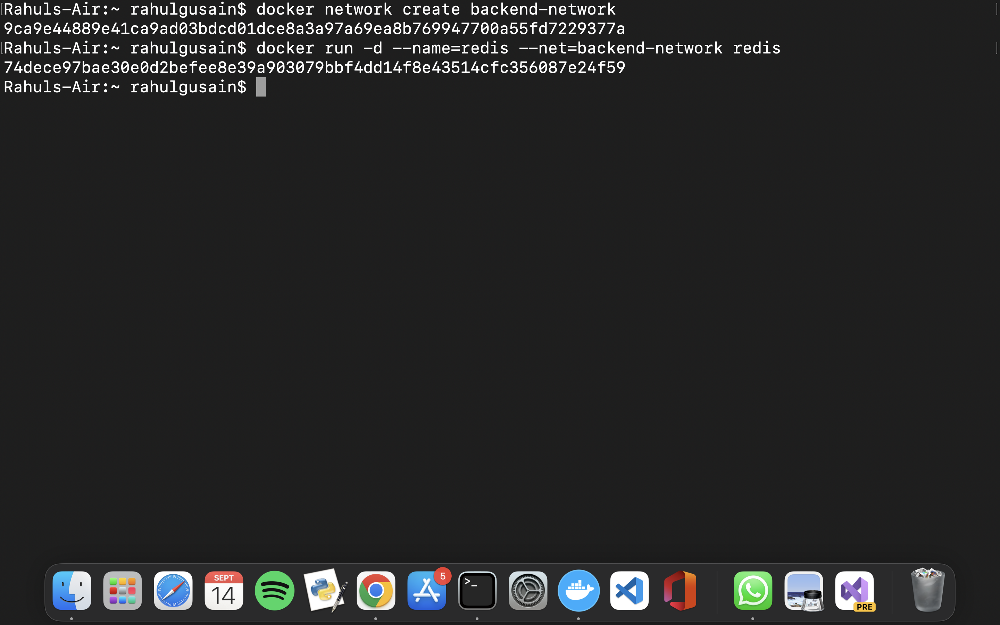 [Rahuls-Air:~ rahulgusain$ docker network create backend-network ]
9ca9e44889e41ca9ad03bdcd01dce8a3a97a69ea8b769947700a55fd7229377a
[Rahuls-Air:~ rahulgusain$ docker run -d --name=redis --net=backend-network redis ]
74dece97bae30e0d2befee8e39a903079bbf4dd14f8e43514cfc356087e24f59
Rahuls-Air:~ rahulgusain$
SEPT
14
5
>_
PRE